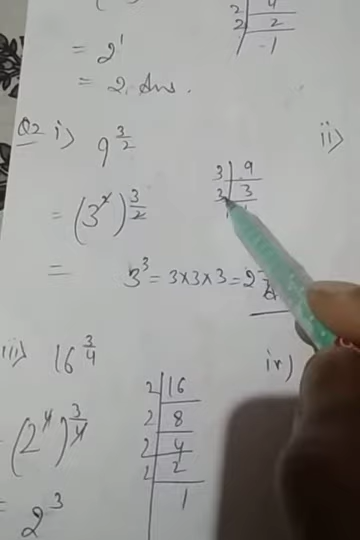 2 | 4
2 | 2
1
= 2¹
= 2 Ans.
Q2 i) 9^(3/2)
ii)
3 | 9
3 | 3
= (3²)^(3/2)
= 3³ = 3×3×3 = 27
iii) 16^(3/4)
iv)
2 | 16
2 | 8
2 | 4
2 | 2
1
= (2⁴)^(3/4)
= 2³